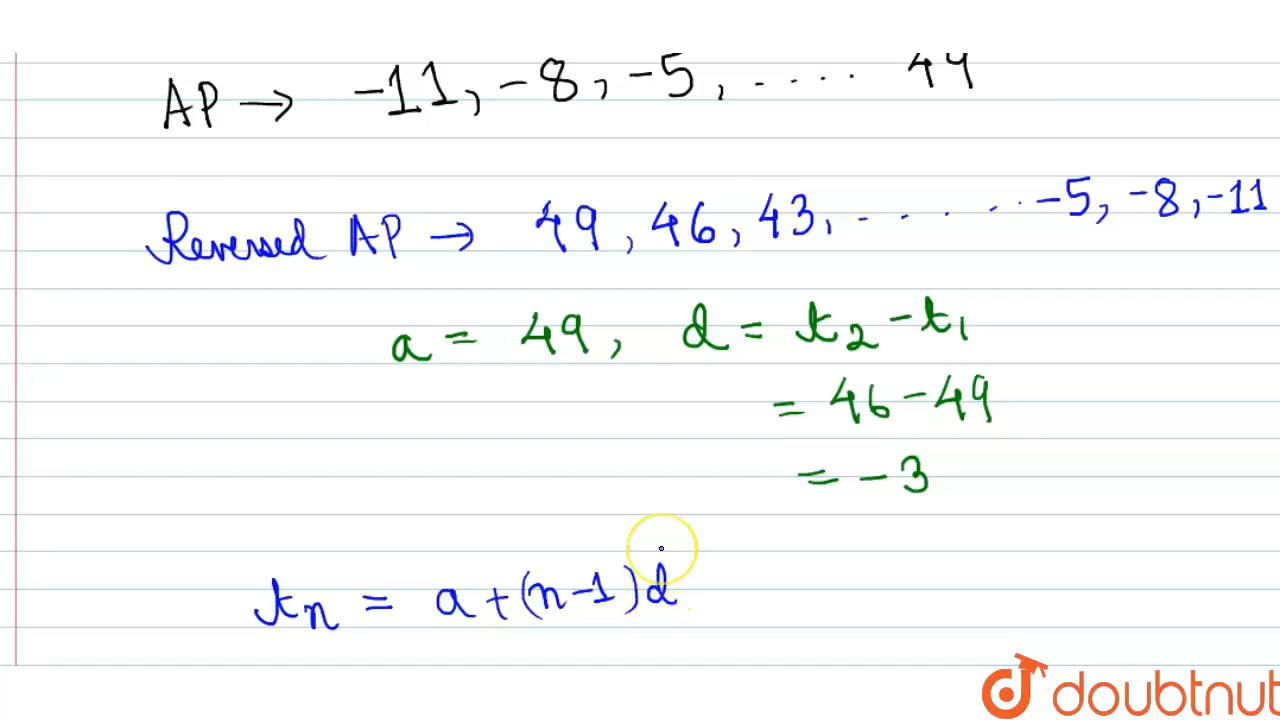 AP → -11, -8, -5, ..... 49
Reversed AP → 49, 46, 43, ....... -5, -8, -11
a = 49, d = t₂ - t₁
= 46 - 49
= -3
tₙ = a + (n-1)d
doubtnut